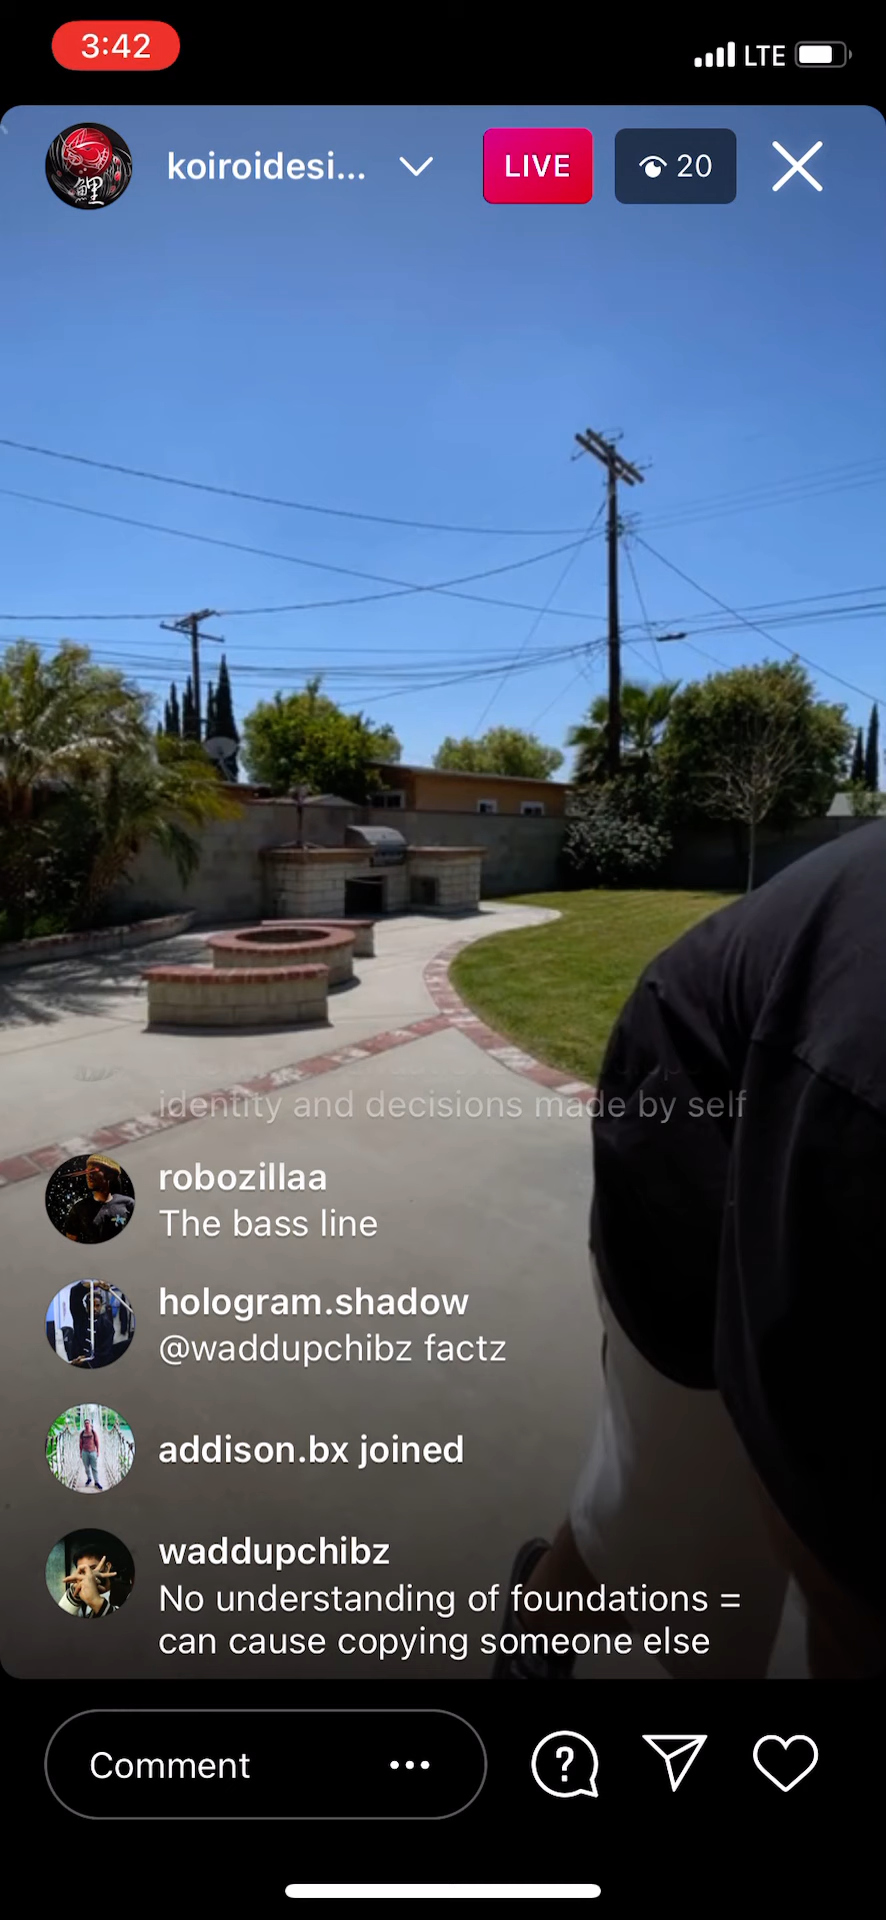 3:42
LTE
koiroidesi...
LIVE
20
鯉
identity and decisions made by self
robozillaa
The bass line
hologram.shadow
@waddupchibz factz
addison.bx joined
waddupchibz
No understanding of foundations =
can cause copying someone else
Comment